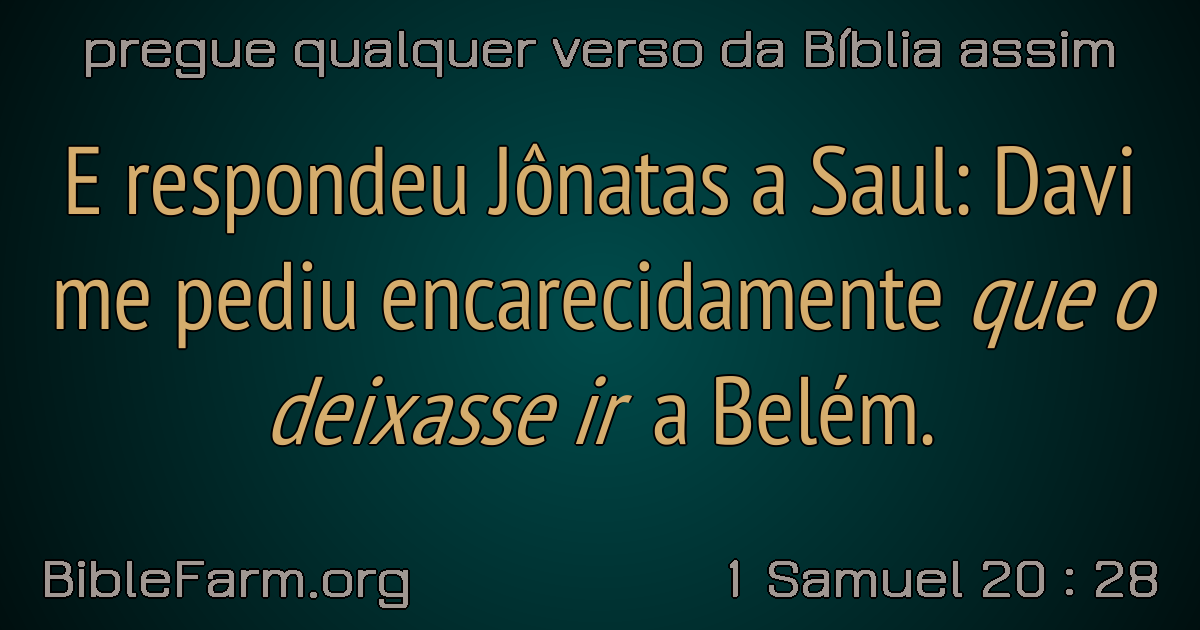 pregue qualquer verso da Bíblia assim
E respondeu Jônatas a Saul: Davi
me pediu encarecidamente que o
deixasse ir a Belém.
BibleFarm.org
1 Samuel 20 : 28